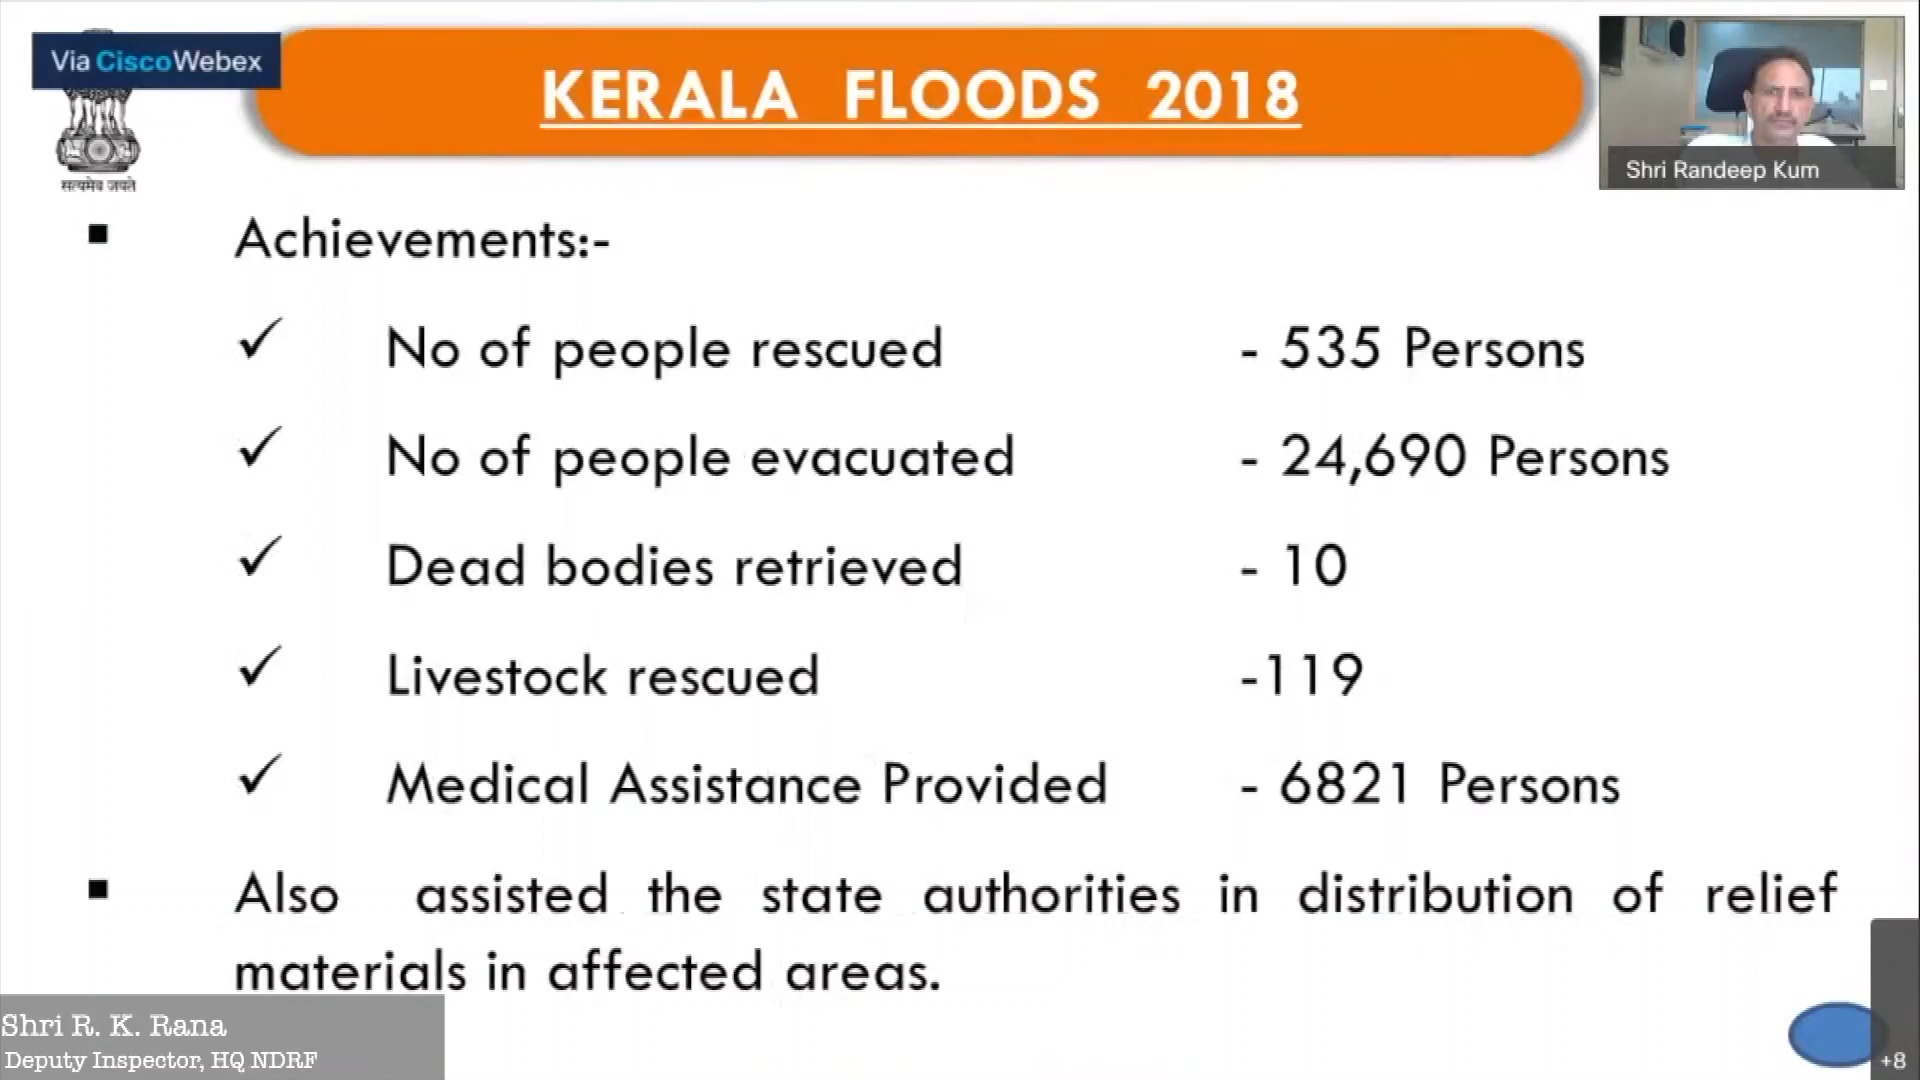 Via CiscoWebex
KERALA FLOODS 2018
सत्यमेव जयते
Shri Randeep Kum
Achievements:-
No of people rescued - 535 Persons
No of people evacuated - 24,690 Persons
Dead bodies retrieved - 10
Livestock rescued -119
Medical Assistance Provided - 6821 Persons
Also assisted the state authorities in distribution of relief
materials in affected areas.
Shri R. K. Rana
Deputy Inspector, HQ NDRF
+8